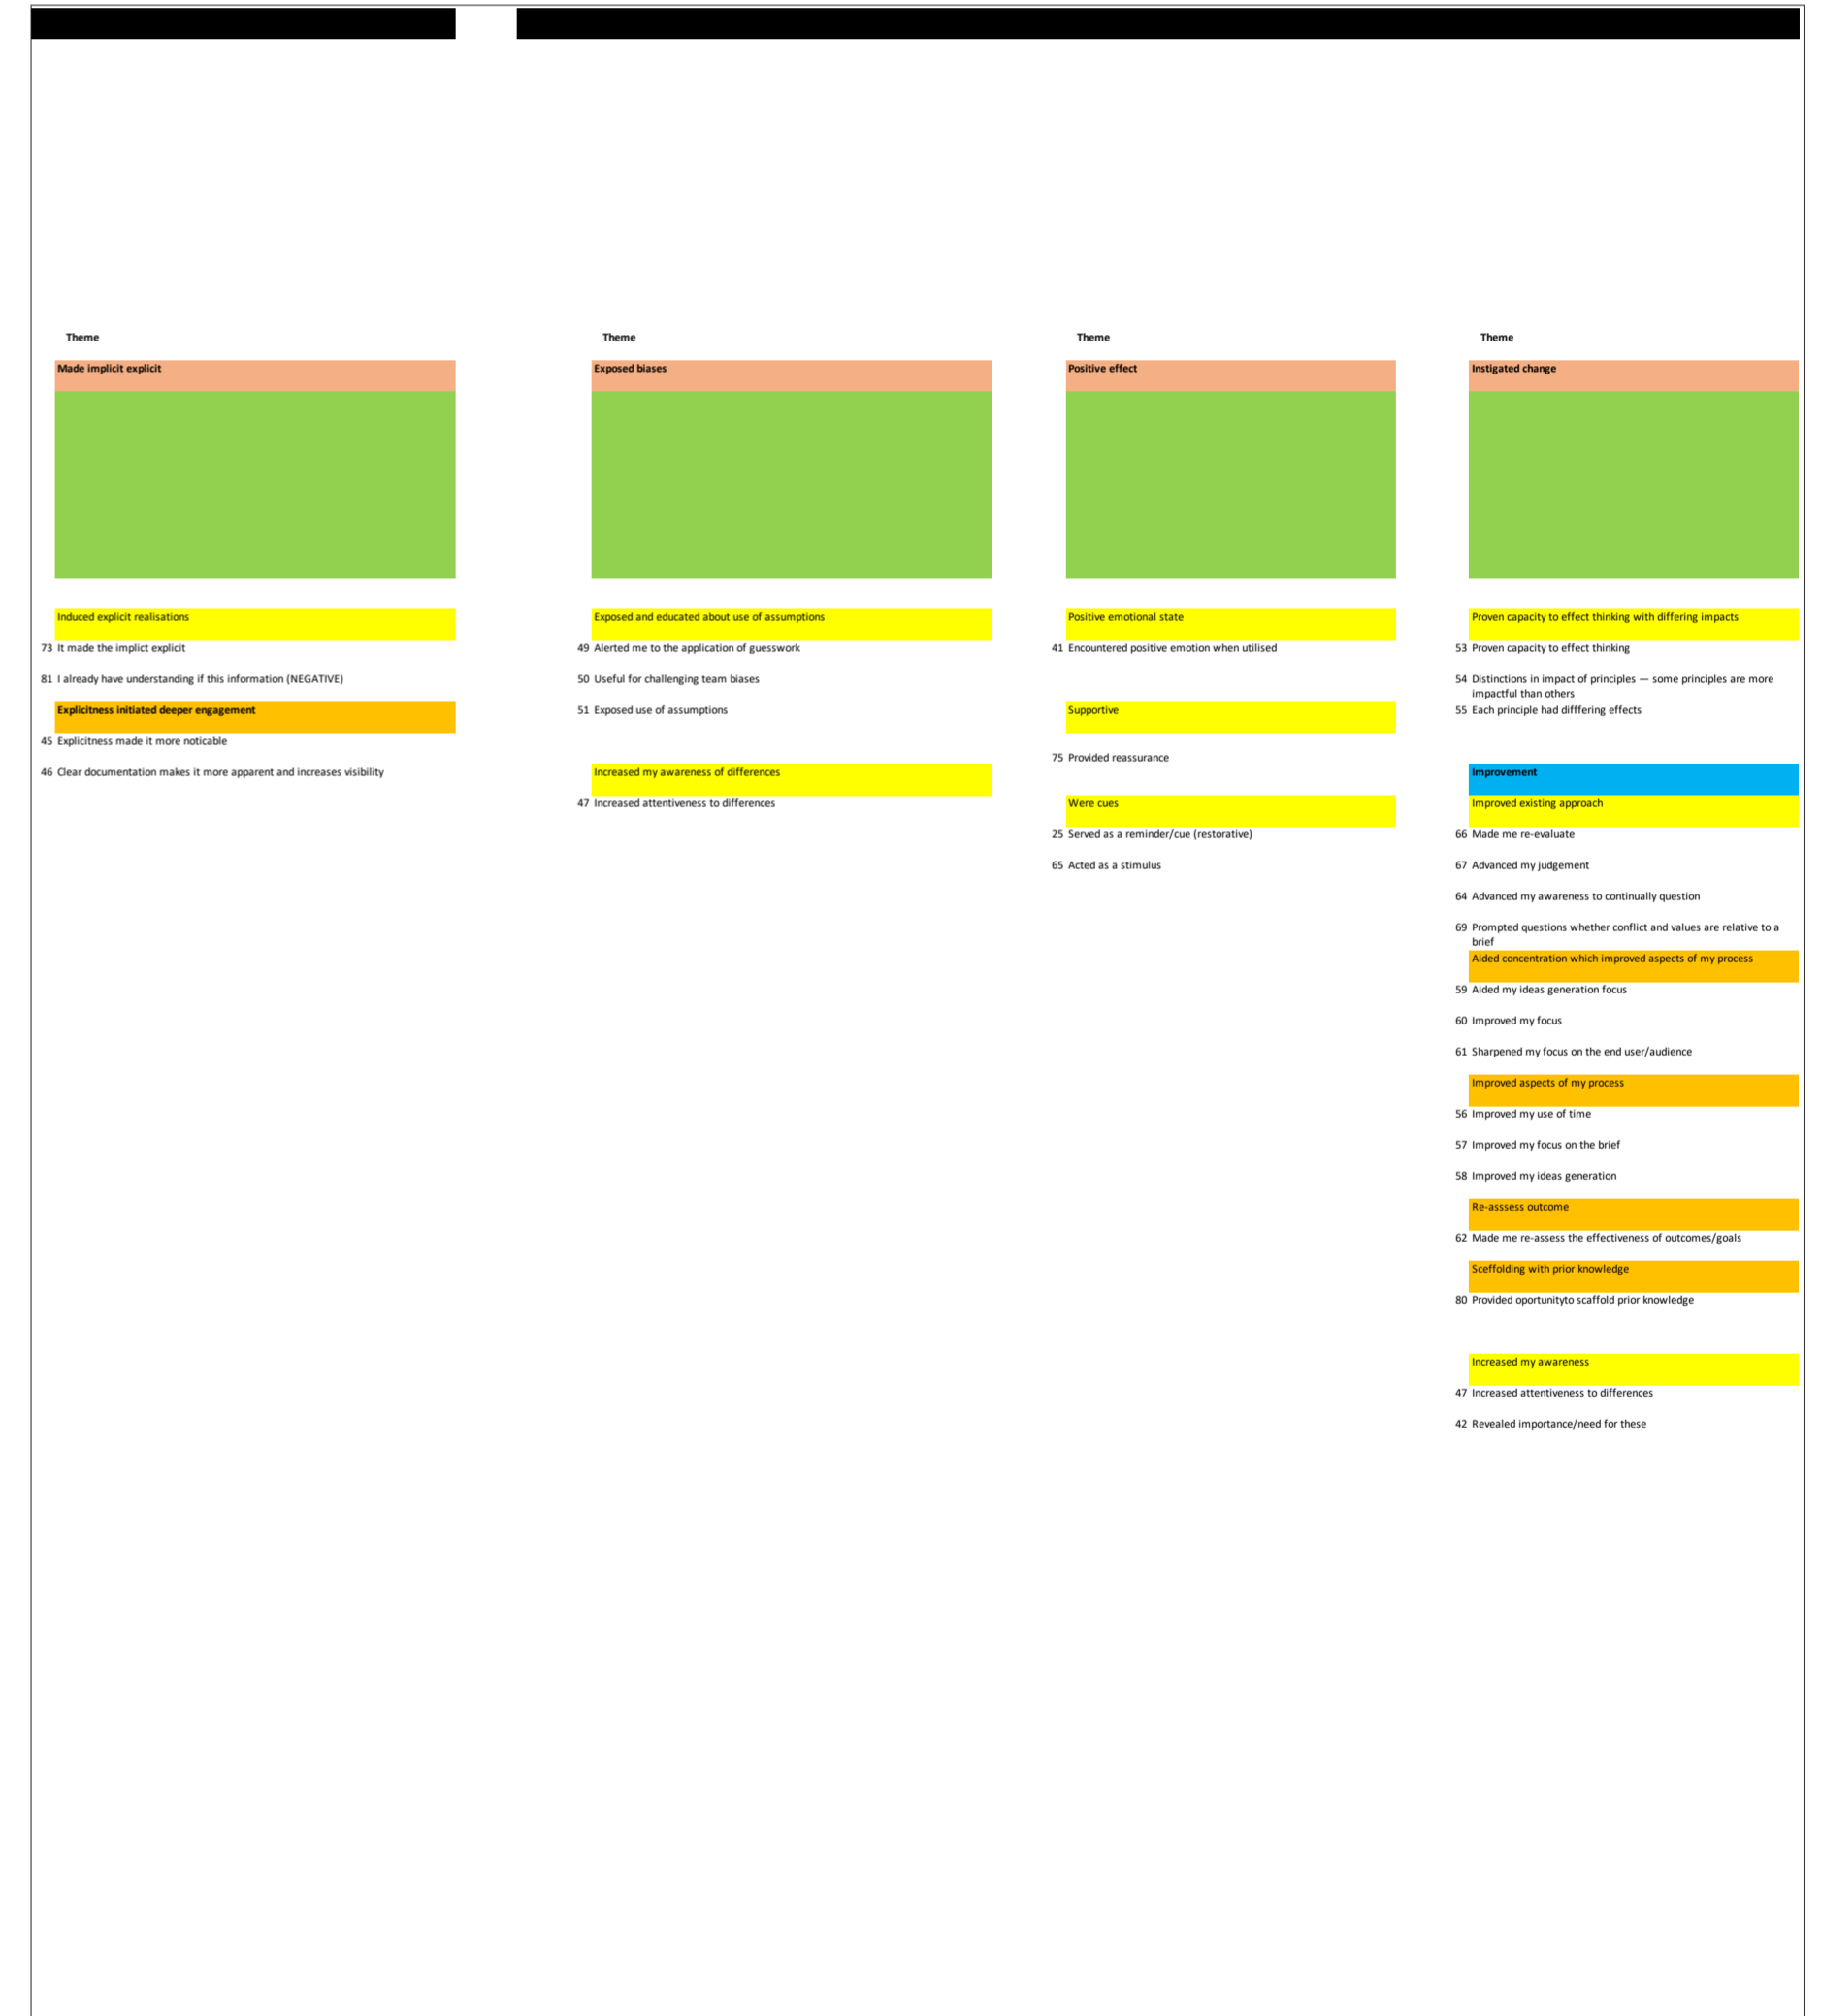 Theme
Made implicit explicit
Induced explicit realisations
73 It made the implict explicit
81 I already have understanding if this information (NEGATIVE)
Explicitness initiated deeper engagement
45 Explicitness made it more noticable
46 Clear documentation makes it more apparent and increases visibility
Theme
Exposed biases
Exposed and educated about use of assumptions
49 Alerted me to the application of guesswork
50 Useful for challenging team biases
51 Exposed use of assumptions
Increased my awareness of differences
47 Increased attentiveness to differences
Theme
Positive effect
Positive emotional state
41 Encountered positive emotion when utilised
Supportive
75 Provided reassurance
Were cues
25 Served as a reminder/cue (restorative)
65 Acted as a stimulus
Theme
Instigated change
Proven capacity to effect thinking with differing impacts
53 Proven capacity to effect thinking
54 Distinctions in impact of principles — some principles are more
impactful than others
55 Each principle had difffering effects
Improvement
Improved existing approach
66 Made me re-evaluate
67 Advanced my judgement
64 Advanced my awareness to continually question
69 Prompted questions whether conflict and values are relative to a
brief
Aided concentration which improved aspects of my process
59 Aided my ideas generation focus
60 Improved my focus
61 Sharpened my focus on the end user/audience
Improved aspects of my process
56 Improved my use of time
57 Improved my focus on the brief
58 Improved my ideas generation
Re-asssess outcome
62 Made me re-assess the effectiveness of outcomes/goals
Sceffolding with prior knowledge
80 Provided oportunityto scaffold prior knowledge
Increased my awareness
47 Increased attentiveness to differences
42 Revealed importance/need for these